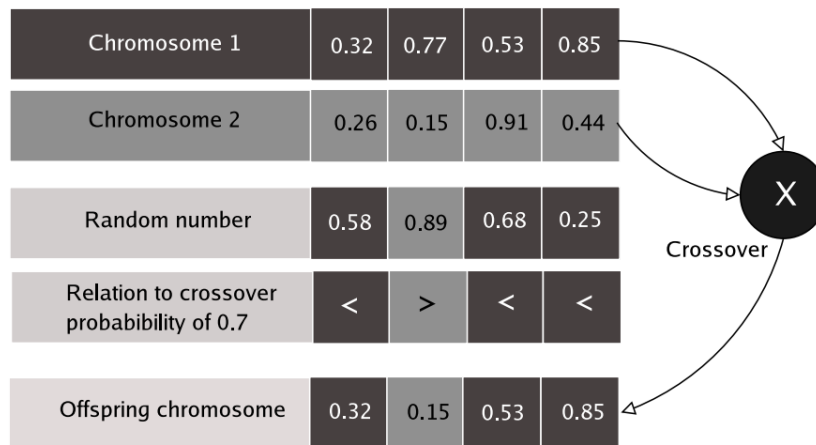 Chromosome 1 0.32 0.77 0.53 0.85
Chromosome 2 0.26 0.15 0.91 0.44
X
Random number 0.58 0.89 0.68 0.25
Crossover
Relation to crossover
probabibility of 0.7 < > < <
Offspring chromosome 0.32 0.15 0.53 0.85